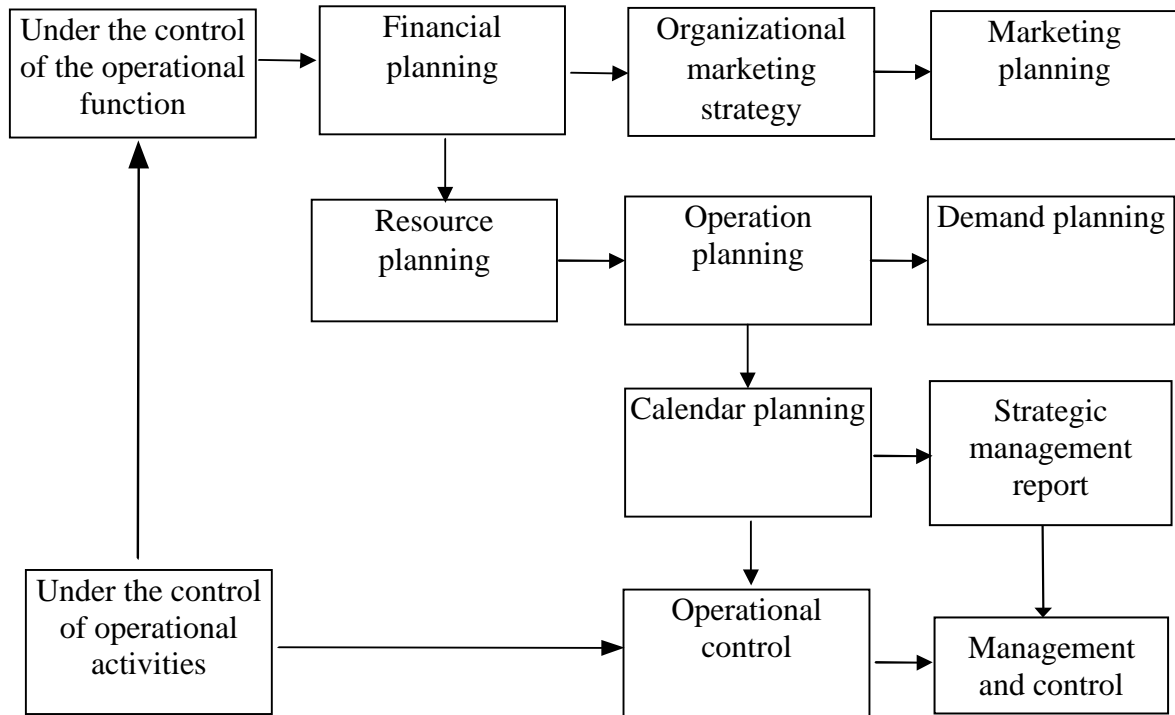 Under the control
of the operational
function
Financial
planning
Organizational
marketing
strategy
Marketing
planning
Resource
planning
Operation
planning
Demand planning
Calendar planning
Strategic
management
report
Under the control
of operational
activities
Operational
control
Management
and control